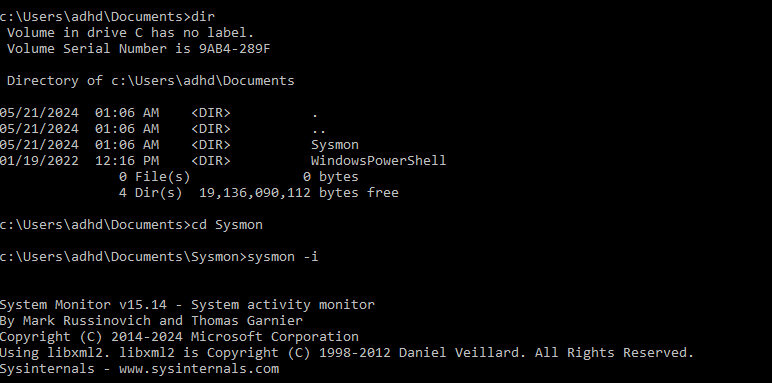 c:\Users\adhd\Documents>dir
Volume in drive C has no label.
Volume Serial Number is 9AB4-289F
Directory of c:\Users\adhd\Documents
05/21/2024  01:06 AM    <DIR>          .
05/21/2024  01:06 AM    <DIR>          ..
05/21/2024  01:06 AM    <DIR>          Sysmon
01/19/2022  12:16 PM    <DIR>          WindowsPowerShell
0 File(s)              0 bytes
4 Dir(s)  19,136,090,112 bytes free
c:\Users\adhd\Documents>cd Sysmon
c:\Users\adhd\Documents\Sysmon>sysmon -i
System Monitor v15.14 - System activity monitor
By Mark Russinovich and Thomas Garnier
Copyright (C) 2014-2024 Microsoft Corporation
Using libxml2. libxml2 is Copyright (C) 1998-2012 Daniel Veillard. All Rights Reserved.
Sysinternals - www.sysinternals.com